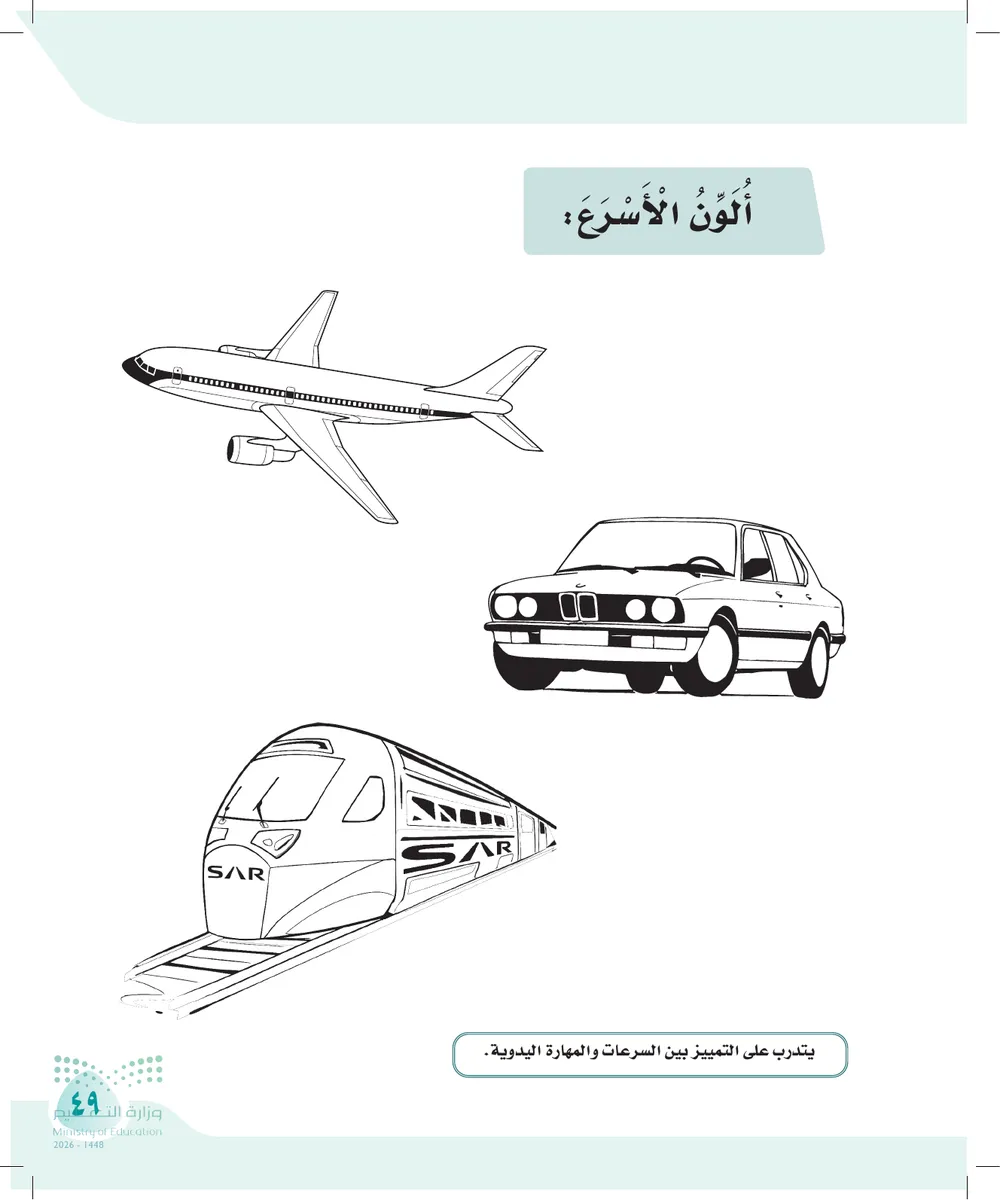 أُلَوِّنُ الْأَسْرَعَ:
SAR
SAR
يتدرب على التمييز بين السرعات والمهارة اليدوية.
٤٩
وزارة التعليم
Ministry of Education
2026 - 1448